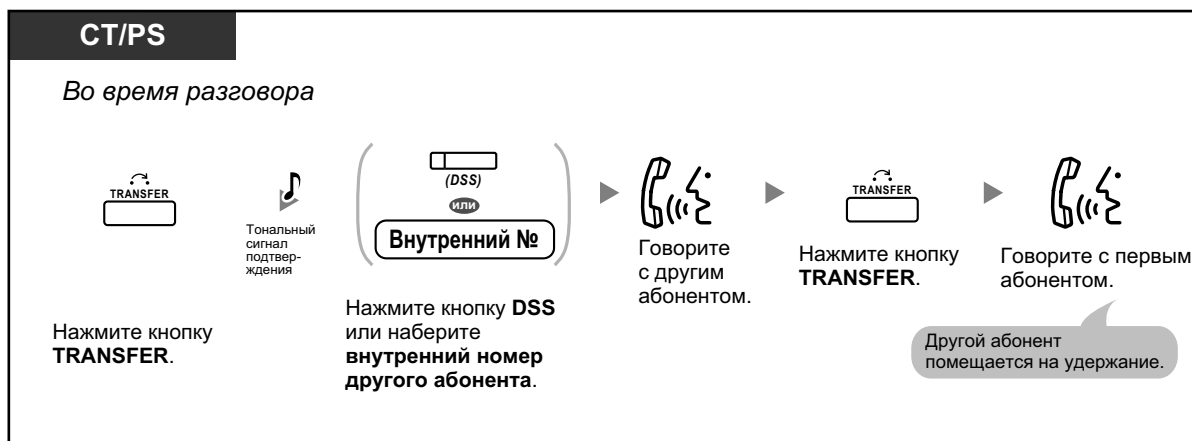 CT/PS
Во время разговора
TRANSFER
Нажмите кнопку
TRANSFER.
Тональный
сигнал
подтвер-
ждения
(DSS)
или
Внутренний №
Нажмите кнопку DSS
или наберите
внутренний номер
другого абонента.
Говорите
с другим
абонентом.
TRANSFER
Нажмите кнопку
TRANSFER.
Говорите с первым
абонентом.
Другой абонент
помещается на удержание.